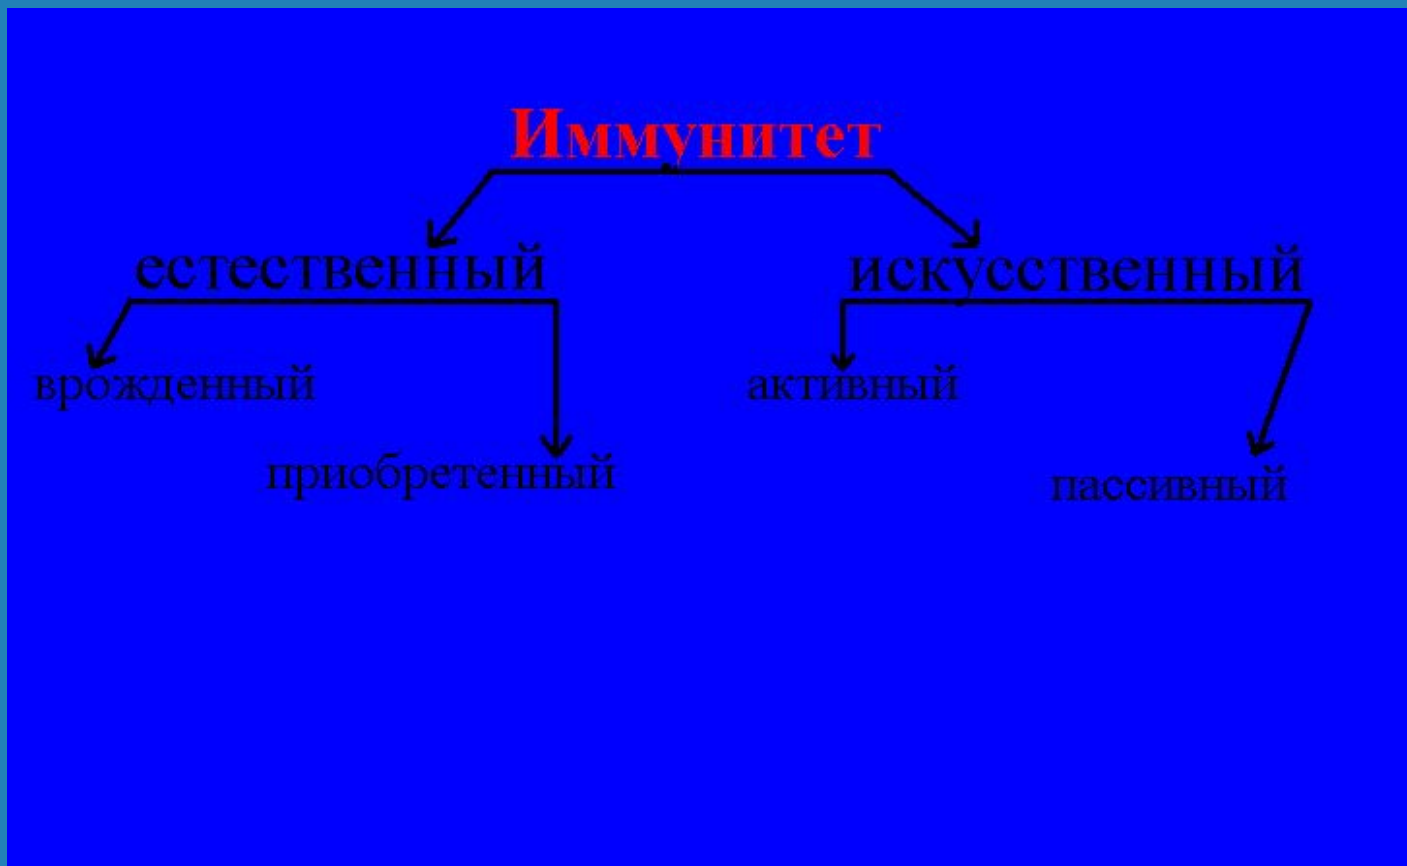 Иммунитет
естественный искусственный
врожденный активный
приобретенный пассивный